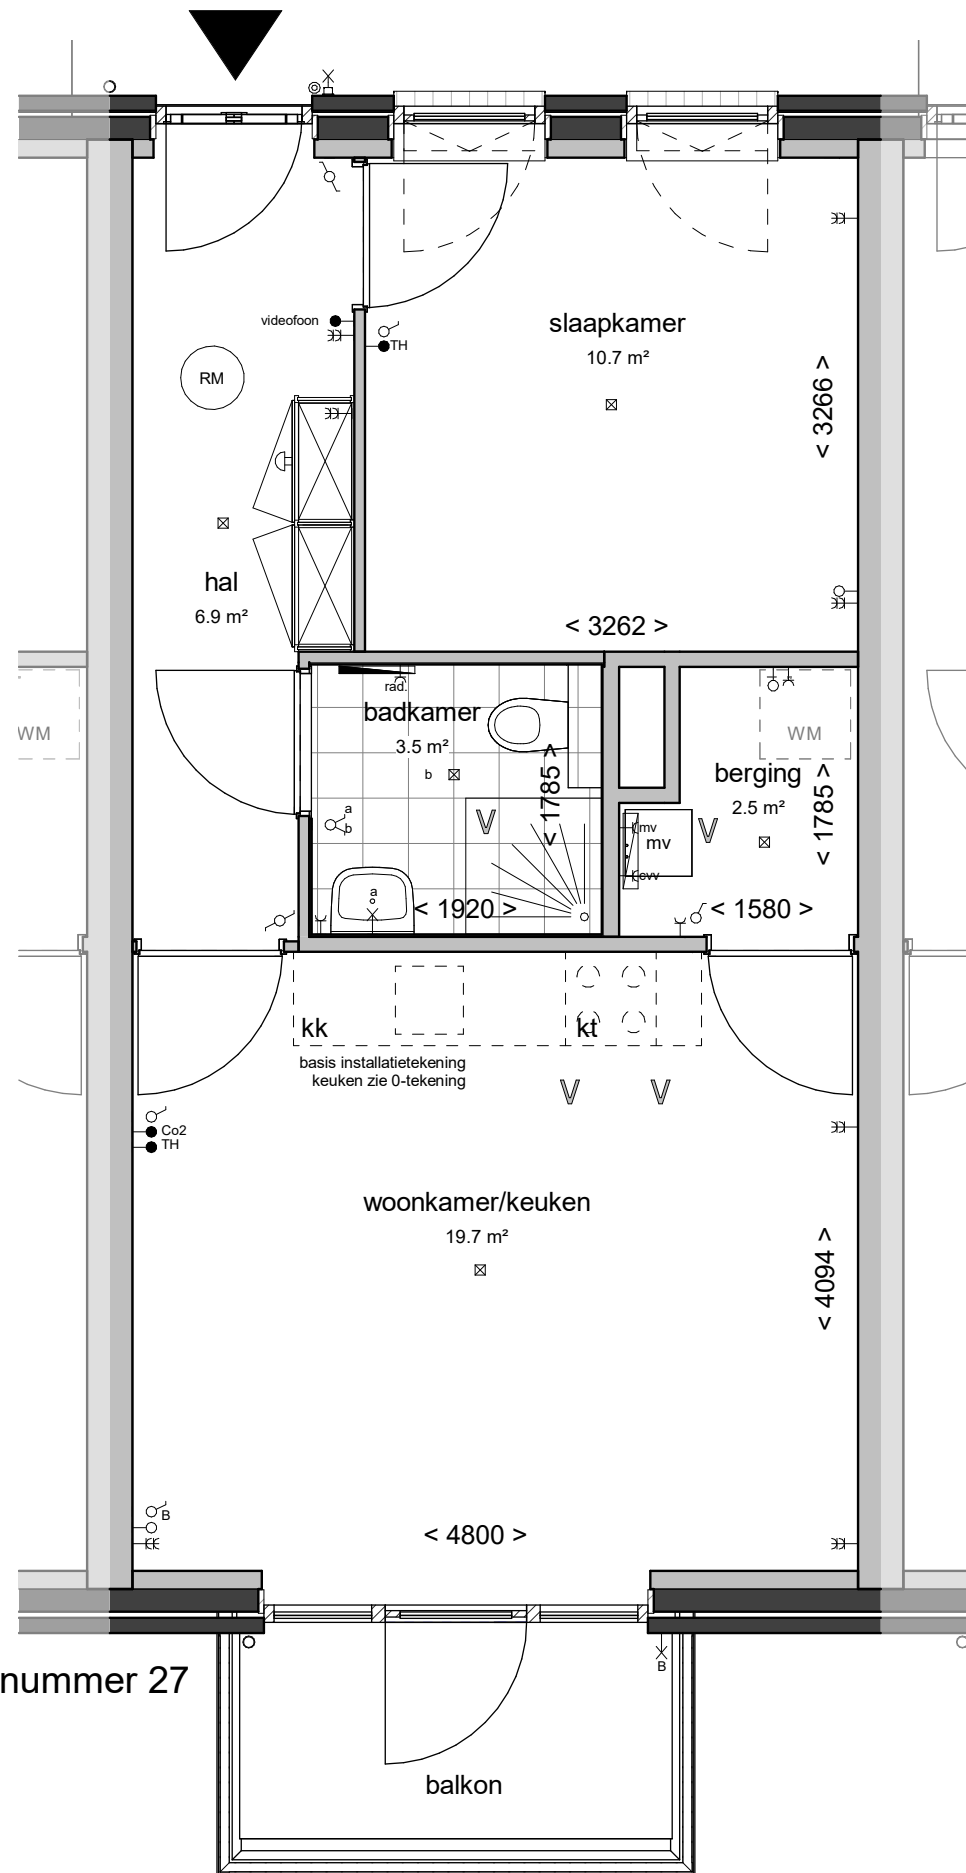 videofoon
TH
slaapkamer
10.7 m²
RM
< 3266 >
hal
6.9 m²
< 3262 >
rad.
badkamer
3.5 m²
b
< 1785 >
WM
WM
berging
2.5 m²
< 1785 >
a
b
mv
mv
cvv
a
< 1920 >
< 1580 >
kk
kt
basis installatietekening
keuken zie 0-tekening
Co2
TH
woonkamer/keuken
19.7 m²
< 4094 >
B
< 4800 >
B
nummer 27
balkon